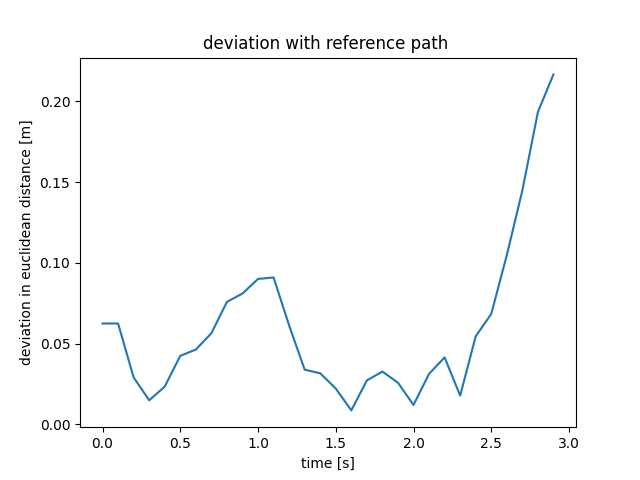 deviation with reference path
deviation in euclidean distance [m]
0.20
0.15
0.10
0.05
0.00
0.0 0.5 1.0 1.5 2.0 2.5 3.0
time [s]